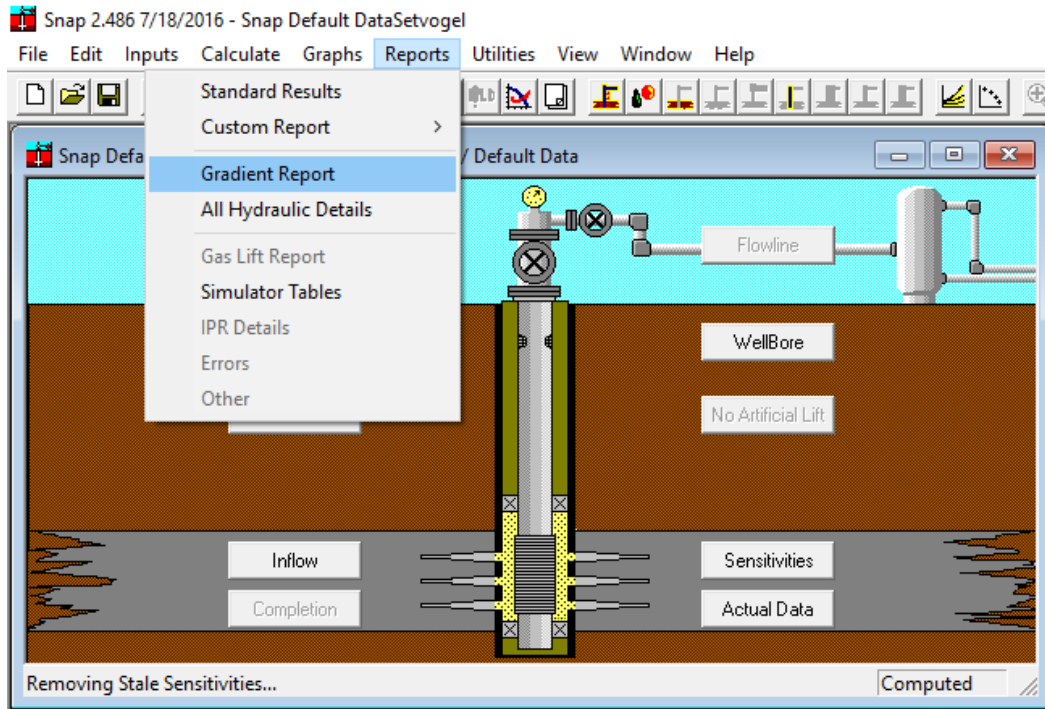 Snap 2.486 7/18/2016 - Snap Default DataSetvogel
File Edit Inputs Calculate Graphs Reports Utilities View Window Help
Standard Results
Custom Report >
Snap Defa / Default Data
Gradient Report
All Hydraulic Details
Flowline
Gas Lift Report
Simulator Tables
IPR Details
WellBore
Errors
Other
No Artificial Lift
Inflow
Sensitivities
Completion
Actual Data
Removing Stale Sensitivities... Computed